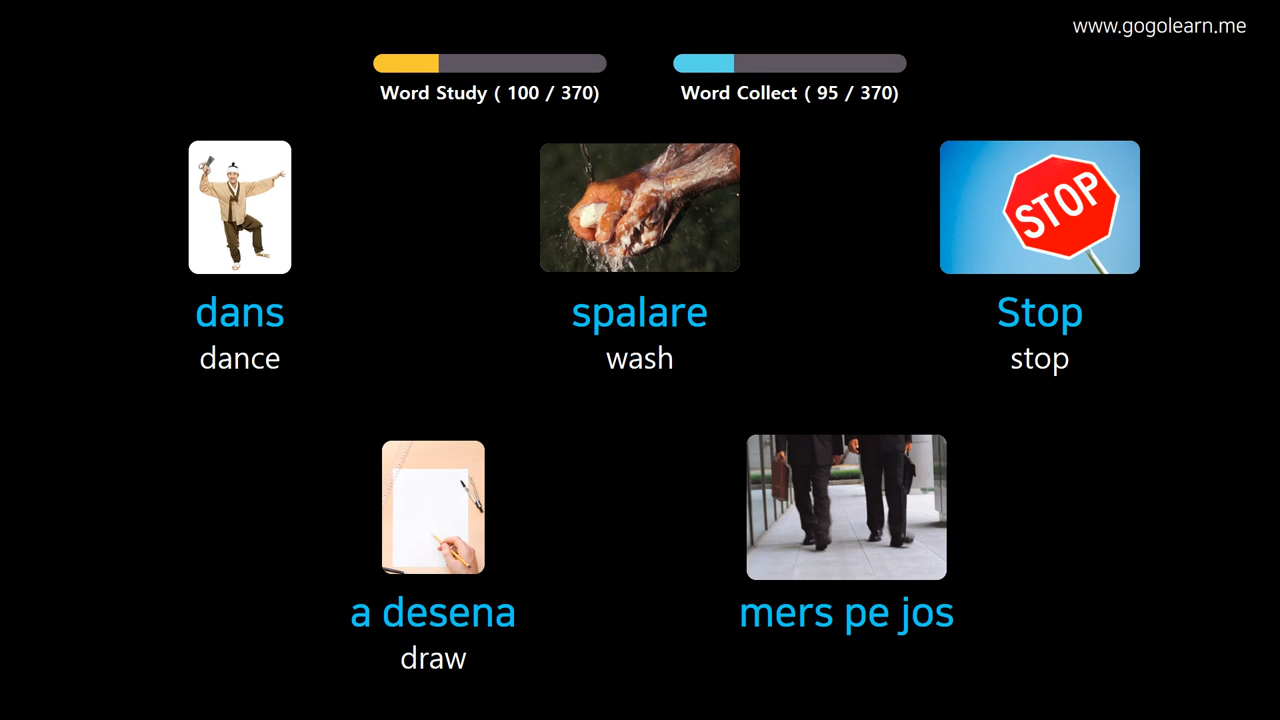 www.gogolearn.me
Word Study ( 100 / 370)
Word Collect ( 95 / 370)
STOP
dans
spalare
Stop
dance
wash
stop
a desena
mers pe jos
draw